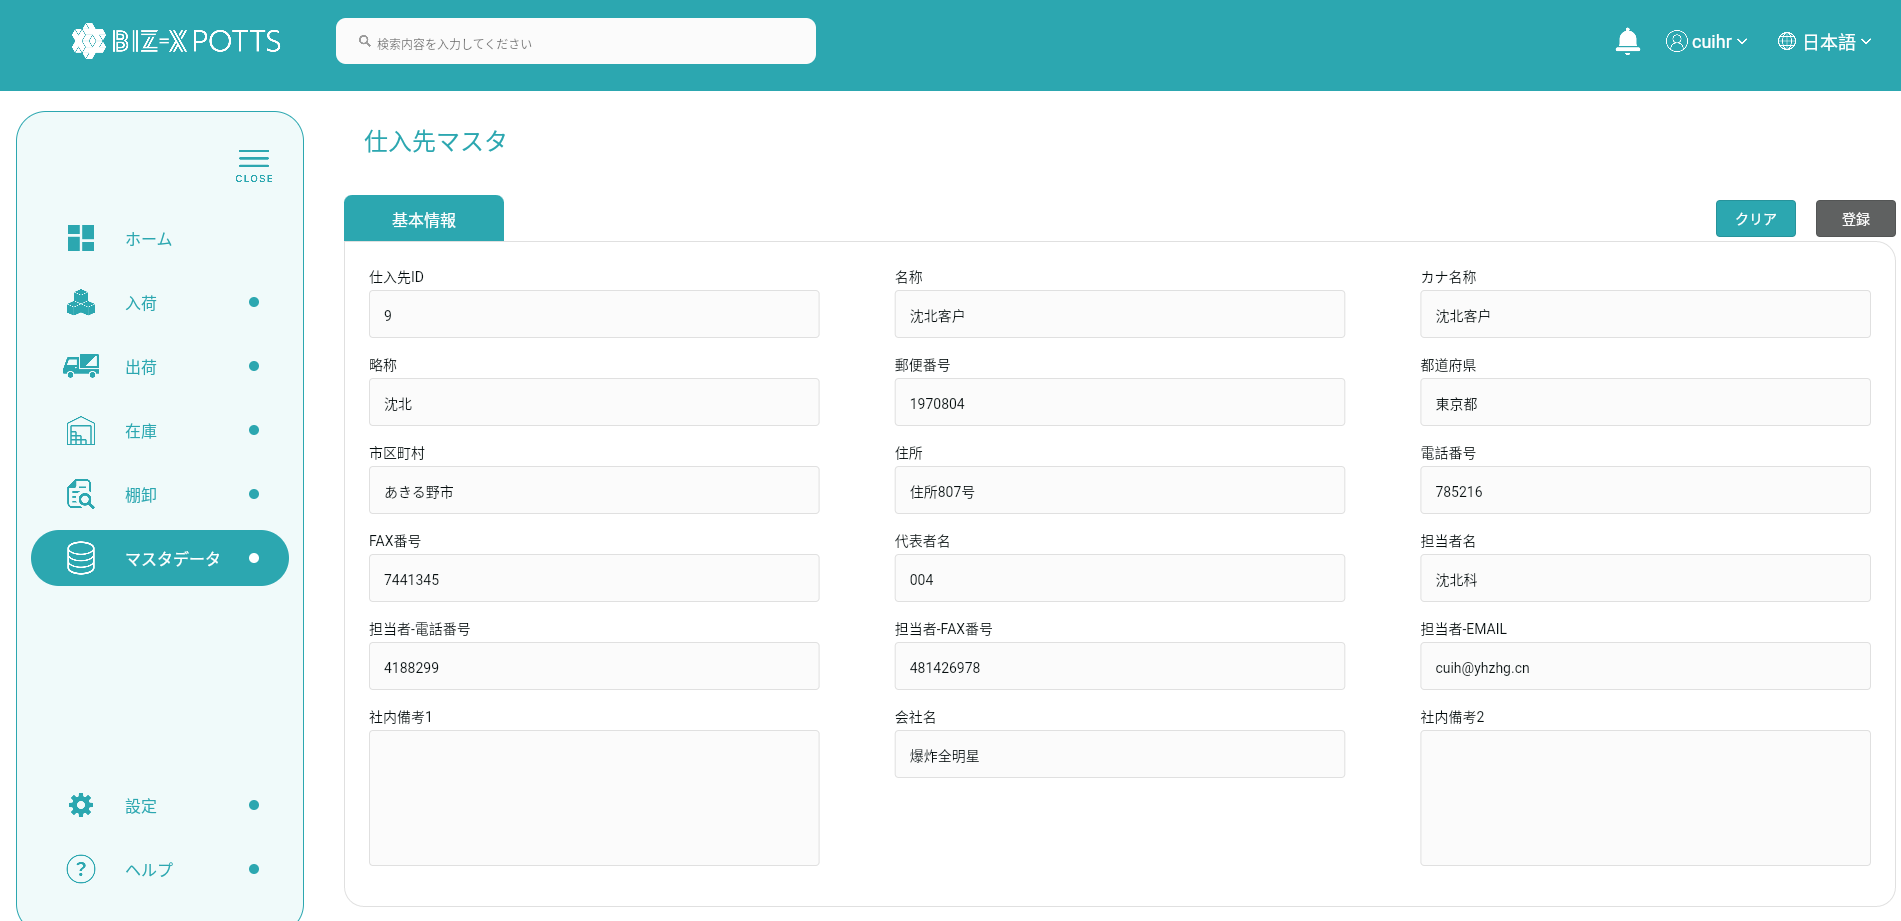 BIZ-X POTTS
検索内容を入力してください
cuihr
日本語
CLOSE
ホーム
入荷
出荷
在庫
棚卸
マスタデータ
設定
ヘルプ
仕入先マスタ
基本情報
クリア
登録
仕入先ID
名称
カナ名称
9
沈北客户
沈北客户
略称
郵便番号
都道府県
沈北
1970804
東京都
市区町村
住所
電話番号
あきる野市
住所807号
785216
FAX番号
代表者名
担当者名
7441345
004
沈北科
担当者-電話番号
担当者-FAX番号
担当者-EMAIL
4188299
481426978
cuih@yhzhg.cn
社内備考1
会社名
社内備考2
爆炸全明星